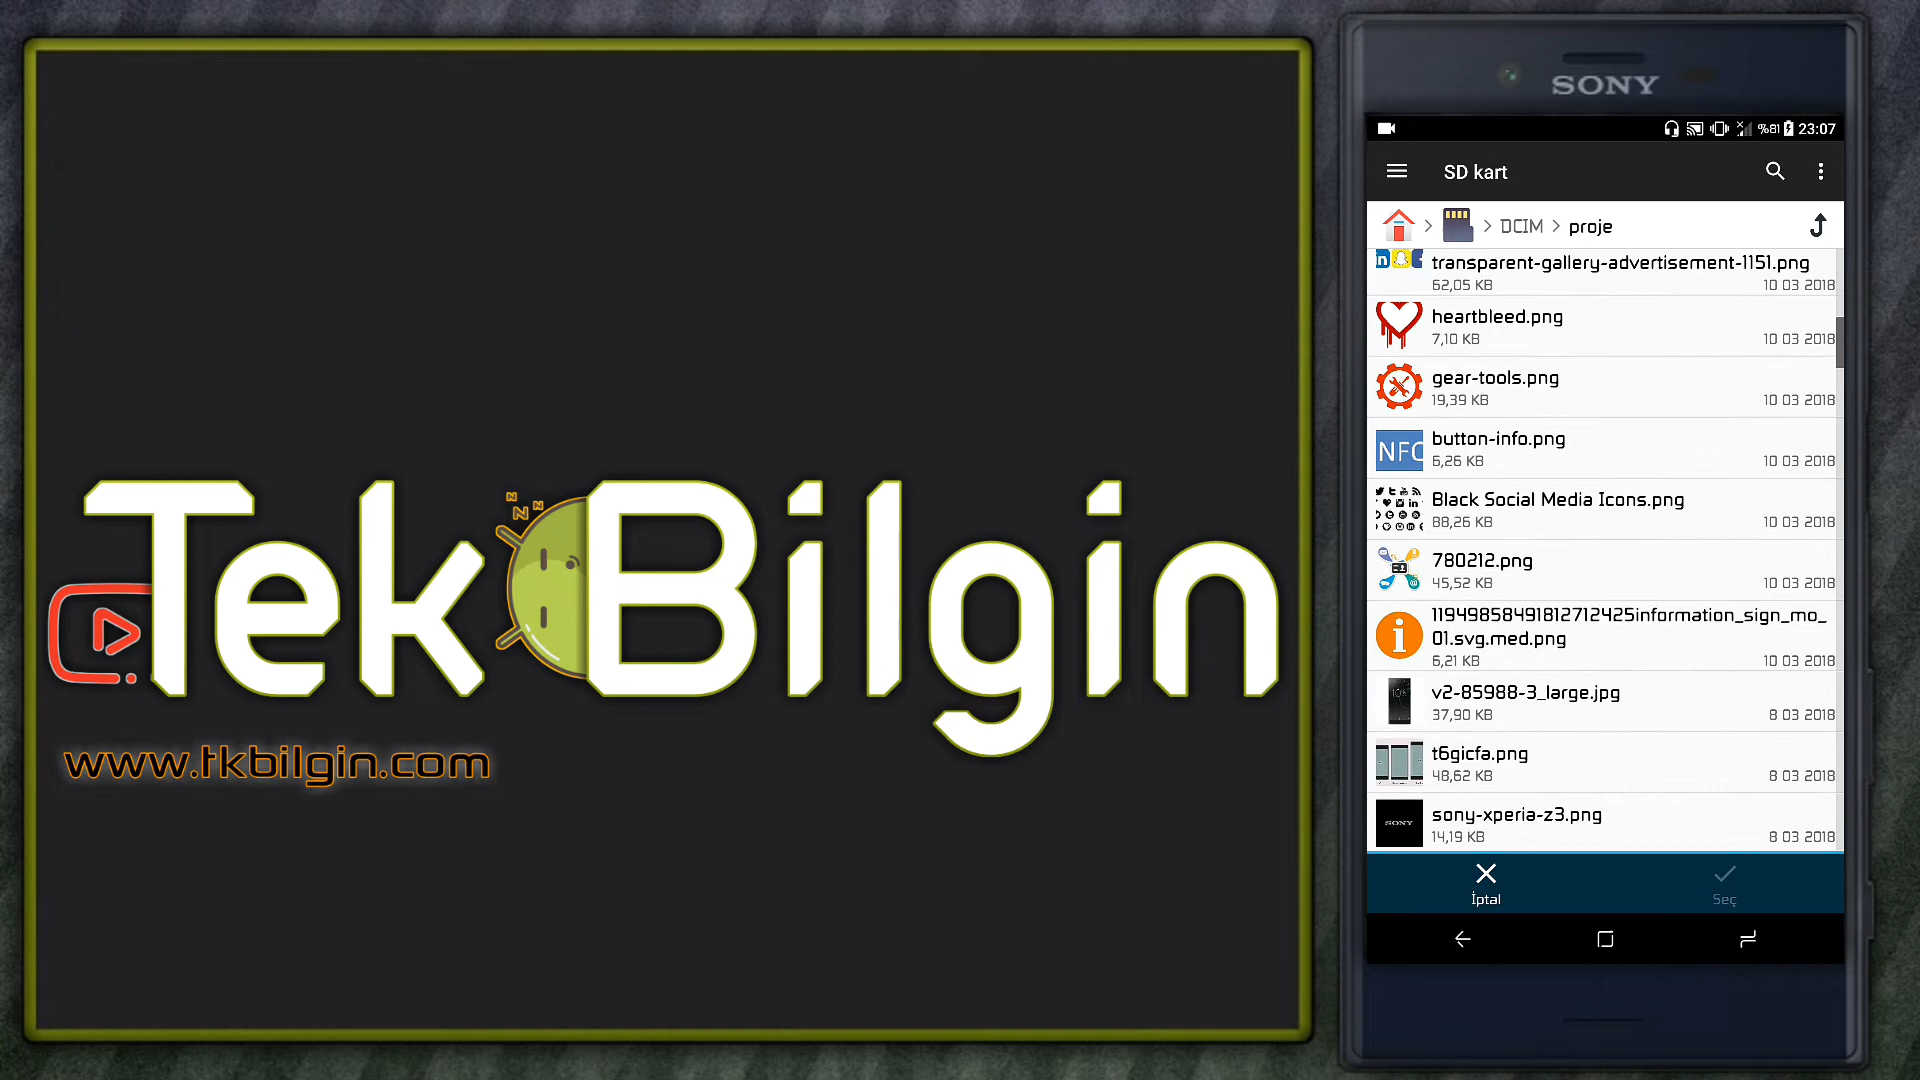 Tek Bilgin
www.tkbilgin.com
SONY
%81 23:07
SD kart
DCIM > proje
transparent-gallery-advertisement-1151.png
62,05 KB 10 03 2018
heartbleed.png
7,10 KB 10 03 2018
gear-tools.png
19,39 KB 10 03 2018
NFC
button-info.png
6,26 KB 10 03 2018
Black Social Media Icons.png
88,26 KB 10 03 2018
780212.png
45,52 KB 10 03 2018
11949858491812712425information_sign_mo_
01.svg.med.png
6,21 KB 10 03 2018
v2-85988-3_large.jpg
37,90 KB 8 03 2018
t6gicfa.png
48,62 KB 8 03 2018
SONY
sony-xperia-z3.png
14,19 KB 8 03 2018
İptal Seç